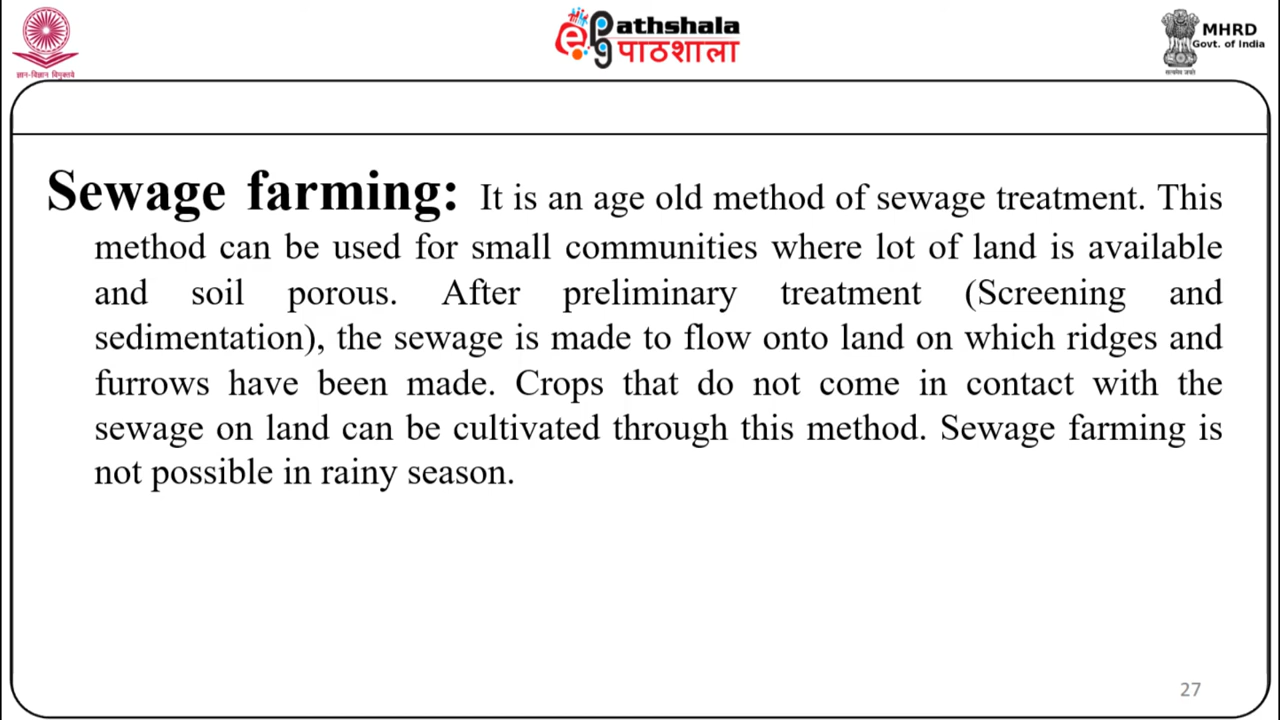 ज्ञान-विज्ञान विमुक्तये
ePathshala
पाठशाला
MHRD
Govt. of India
सत्यमेव जयते
Sewage farming: It is an age old method of sewage treatment. This
method can be used for small communities where lot of land is available
and soil porous. After preliminary treatment (Screening and
sedimentation), the sewage is made to flow onto land on which ridges and
furrows have been made. Crops that do not come in contact with the
sewage on land can be cultivated through this method. Sewage farming is
not possible in rainy season.
27